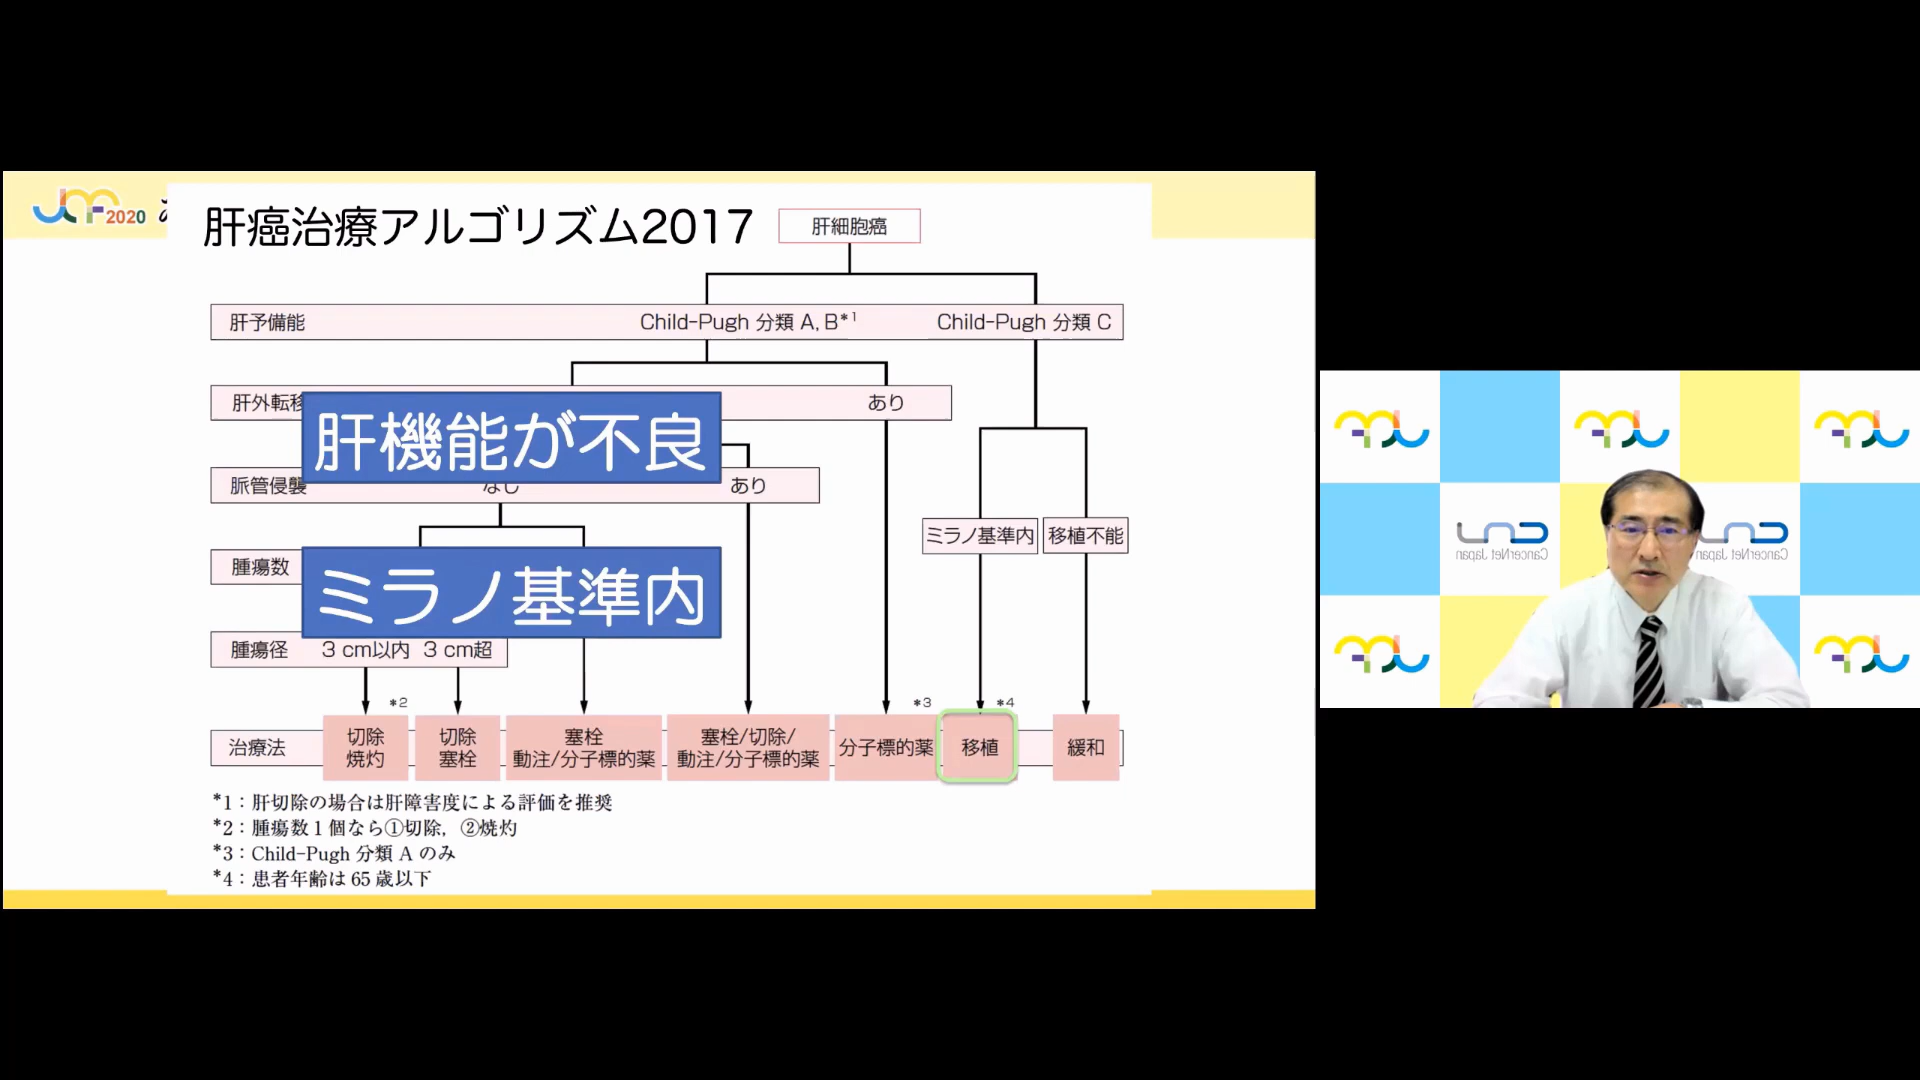 JCF2020
肝癌治療アルゴリズム2017
肝細胞癌
肝予備能 Child-Pugh 分類 A, B*1 Child-Pugh 分類 C
肝外転移 あり
肝機能が不良
脈管侵襲 なし あり
ミラノ基準内 移植不能
腫瘍数
ミラノ基準内
腫瘍径 3 cm以内 3 cm超
*2 *3 *4
治療法
切除
焼灼
切除
塞栓
塞栓
動注/分子標的薬
塞栓/切除/
動注/分子標的薬
分子標的薬
移植
緩和
*1：肝切除の場合は肝障害度による評価を推奨
*2：腫瘍数1個なら①切除，②焼灼
*3：Child-Pugh 分類 A のみ
*4：患者年齢は 65 歳以下
CancerNet Japan
CancerNet Japan